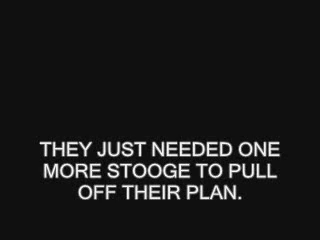 THEY JUST NEEDED ONE
MORE STOOGE TO PULL
OFF THEIR PLAN.